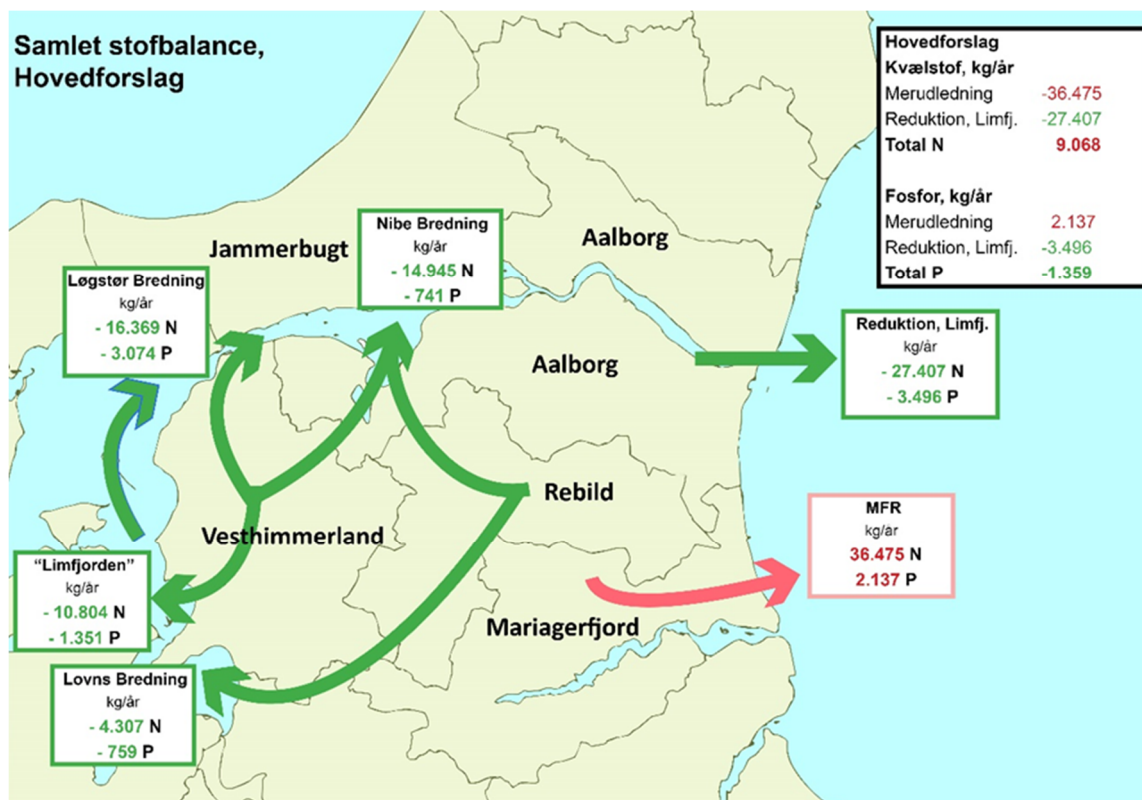 Samlet stofbalance,
Hovedforslag
Hovedforslag
Kvælstof, kg/år
Merudledning -36.475
Reduktion, Limfj. -27.407
Total N 9.068
Fosfor, kg/år
Merudledning 2.137
Reduktion, Limfj. -3.496
Total P -1.359
Nibe Bredning
kg/år
- 14.945 N
- 741 P
Jammerbugt
Aalborg
Løgstør Bredning
kg/år
- 16.369 N
- 3.074 P
Aalborg
Reduktion, Limfj.
kg/år
- 27.407 N
- 3.496 P
Rebild
Vesthimmerland
MFR
kg/år
36.475 N
2.137 P
"Limfjorden"
kg/år
- 10.804 N
- 1.351 P
Mariagerfjord
Lovns Bredning
kg/år
- 4.307 N
- 759 P